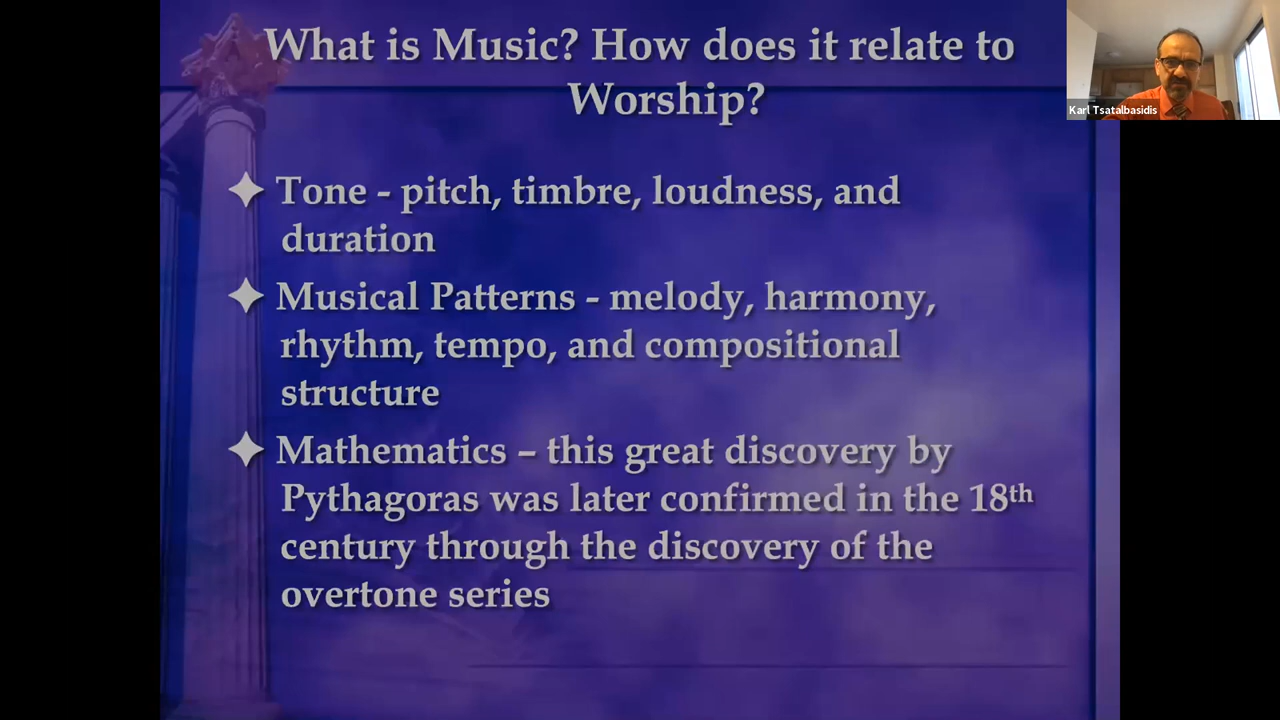 What is Music? How does it relate to
Worship?
Karl Tsatalbasidis
Tone - pitch, timbre, loudness, and
duration
Musical Patterns - melody, harmony,
rhythm, tempo, and compositional
structure
Mathematics – this great discovery by
Pythagoras was later confirmed in the 18th
century through the discovery of the
overtone series